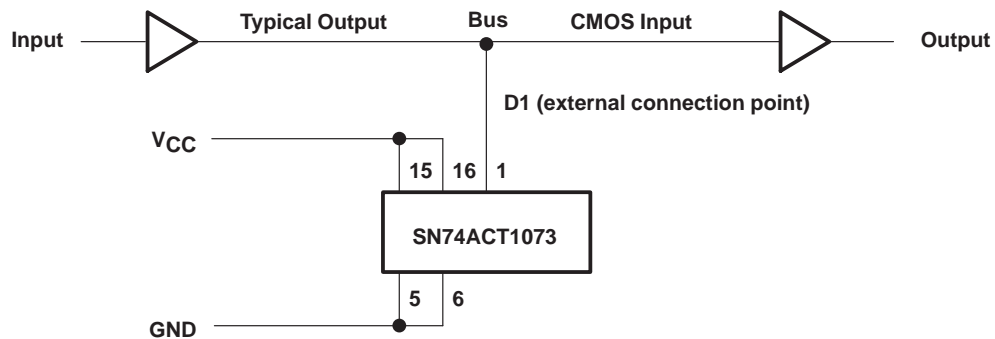 Input
Typical Output
Bus
CMOS Input
Output
D1 (external connection point)
VCC
15
16
1
SN74ACT1073
5
6
GND